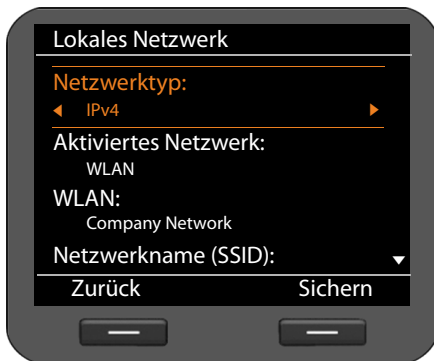 Lokales Netzwerk
Netzwerktyp:
IPv4
Aktiviertes Netzwerk:
WLAN
WLAN:
Company Network
Netzwerkname (SSID):
Zurück Sichern